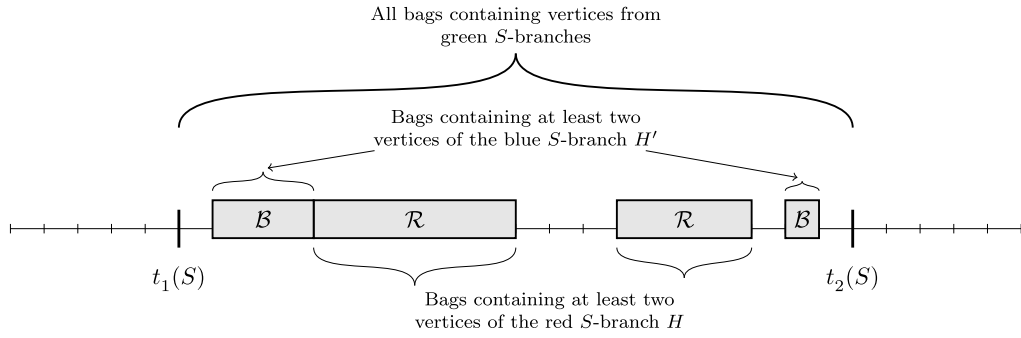 All bags containing vertices from
green S-branches
Bags containing at least two
vertices of the blue S-branch H′
ℬ
ℛ
ℛ
ℬ
t₁(S)
t₂(S)
Bags containing at least two
vertices of the red S-branch H